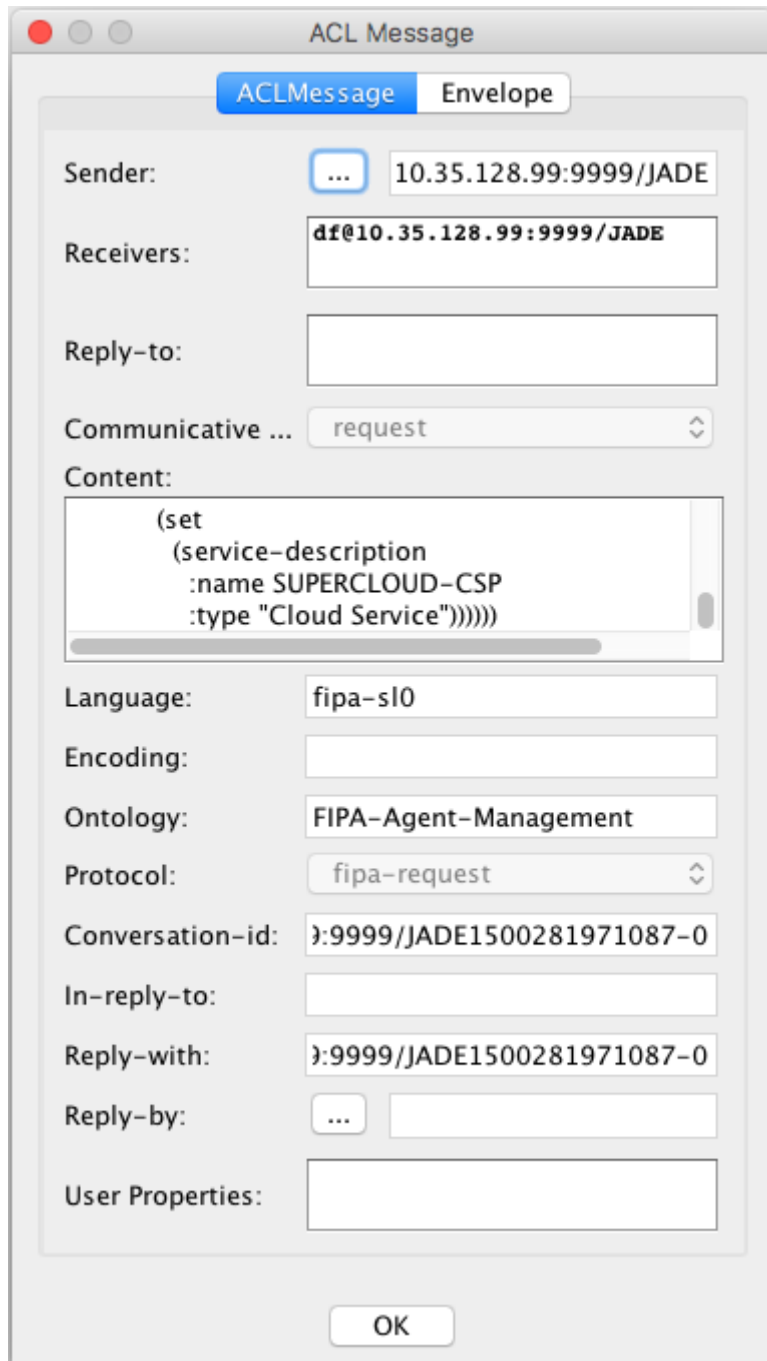 ACL Message
ACLMessage Envelope
Sender: ... 10.35.128.99:9999/JADE
Receivers: df@10.35.128.99:9999/JADE
Reply-to:
Communicative ... request
Content:
(set
(service-description
:name SUPERCLOUD-CSP
:type "Cloud Service"))))))
Language: fipa-sl0
Encoding:
Ontology: FIPA-Agent-Management
Protocol: fipa-request
Conversation-id: :9999/JADE1500281971087-0
In-reply-to:
Reply-with: :9999/JADE1500281971087-0
Reply-by: ...
User Properties:
OK